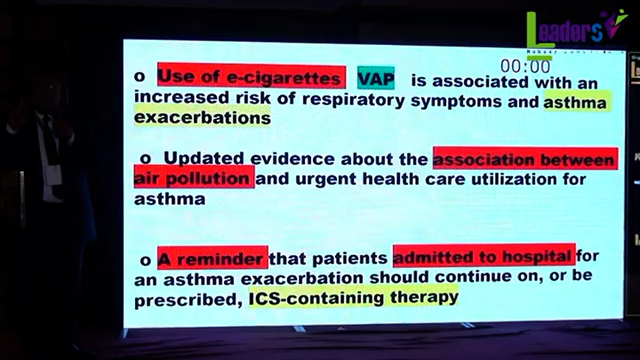 Leaders
00:00
o Use of e-cigarettes VAP is associated with an
increased risk of respiratory symptoms and asthma
exacerbations
o Updated evidence about the association between
air pollution and urgent health care utilization for
asthma
o A reminder that patients admitted to hospital for
an asthma exacerbation should continue on, or be
prescribed, ICS-containing therapy